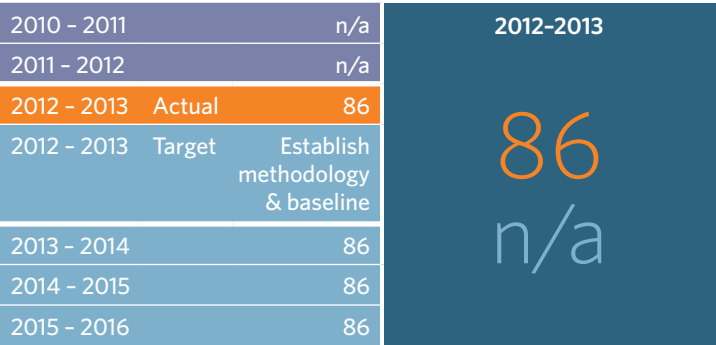 2010 – 2011 n/a
2011 – 2012 n/a
2012 – 2013 Actual 86
2012 – 2013 Target Establish
methodology
& baseline
2013 – 2014 86
2014 – 2015 86
2015 – 2016 86
2012–2013
86
n/a